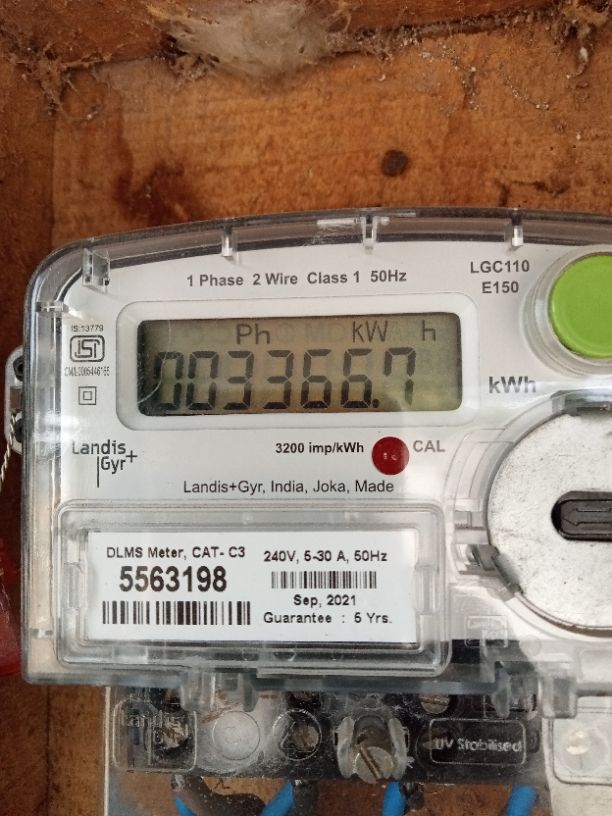 1 Phase 2 Wire Class 1 50Hz
LGC110
E150
IS:13779
ISI
Ph kW h
003366.7
kWh
Landis
Gyr+
3200 imp/kWh
CAL
Landis+Gyr, India, Joka, Made
DLMS Meter, CAT- C3
240V, 5-30 A, 50Hz
5563198
Sep, 2021
Guarantee : 5 Yrs.
Landis
UV Stabilised